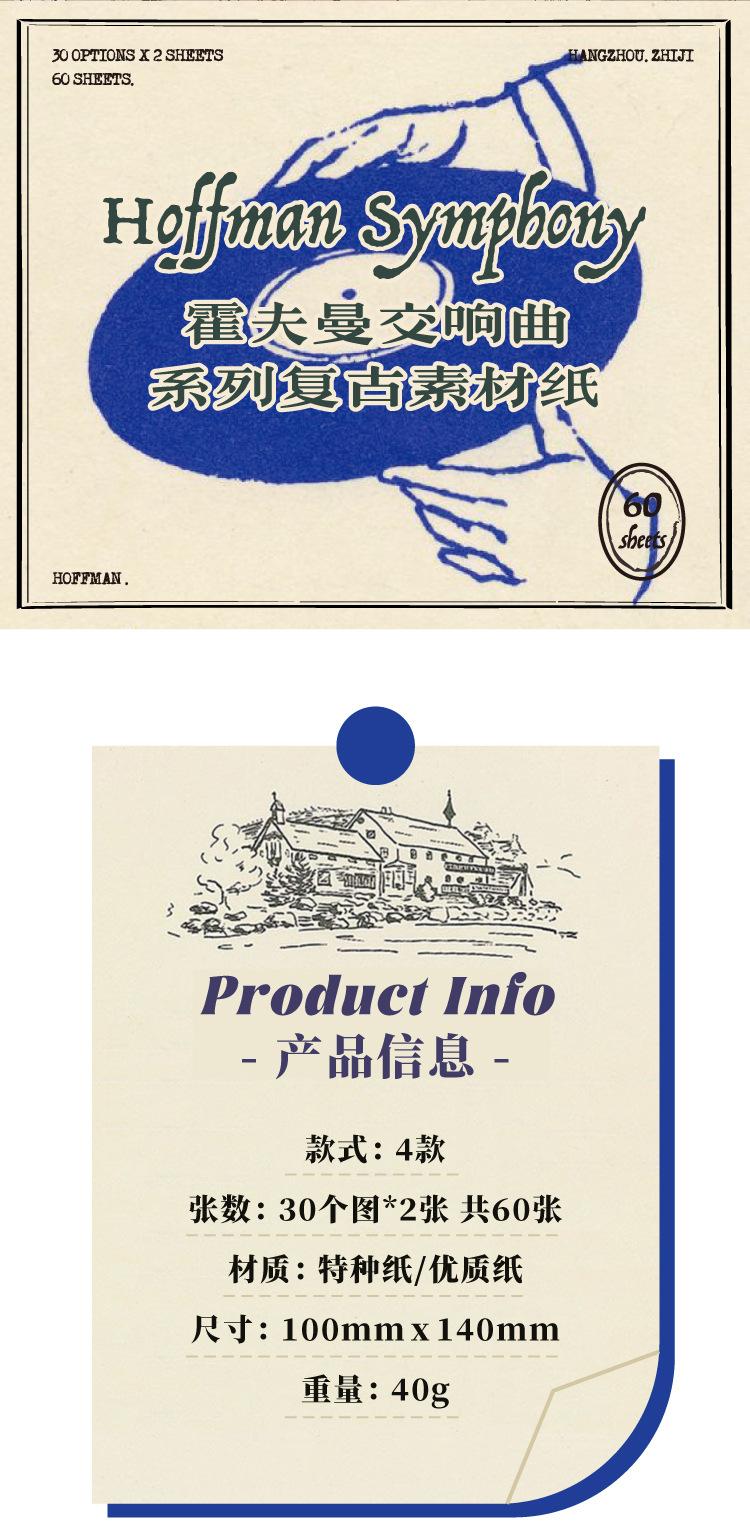 30 OPTIONS X 2 SHEETS
60 SHEETS.
HANGZHOU. ZHIJI
Hoffman Symphony
霍夫曼交响曲
系列复古素材纸
60
sheets
HOFFMAN.
Product Info
- 产品信息 -
款式：4款
张数：30个图*2张 共60张
材质：特种纸/优质纸
尺寸：100mm x 140mm
重量：40g